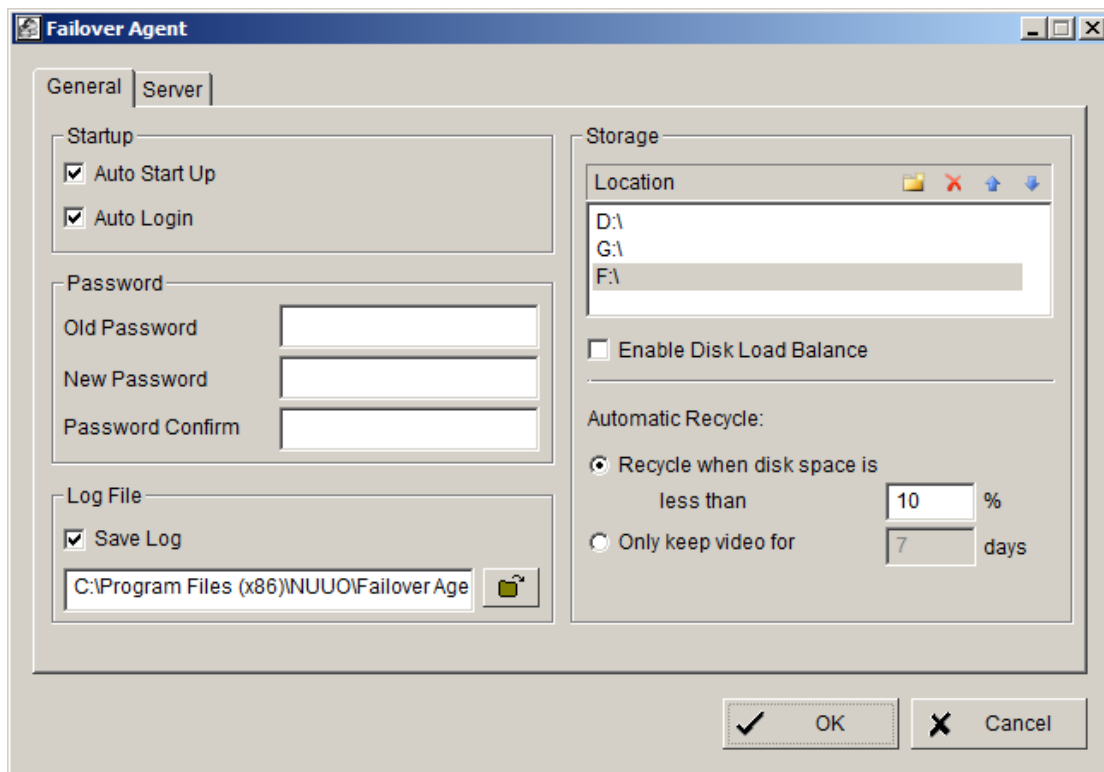 Failover Agent
General
Server
Startup
Auto Start Up
Auto Login
Password
Old Password
New Password
Password Confirm
Log File
Save Log
C:\Program Files (x86)\NUUO\Failover Age
Storage
Location
D:\
G:\
F:\
Enable Disk Load Balance
Automatic Recycle:
Recycle when disk space is
less than 10 %
Only keep video for 7 days
OK
Cancel